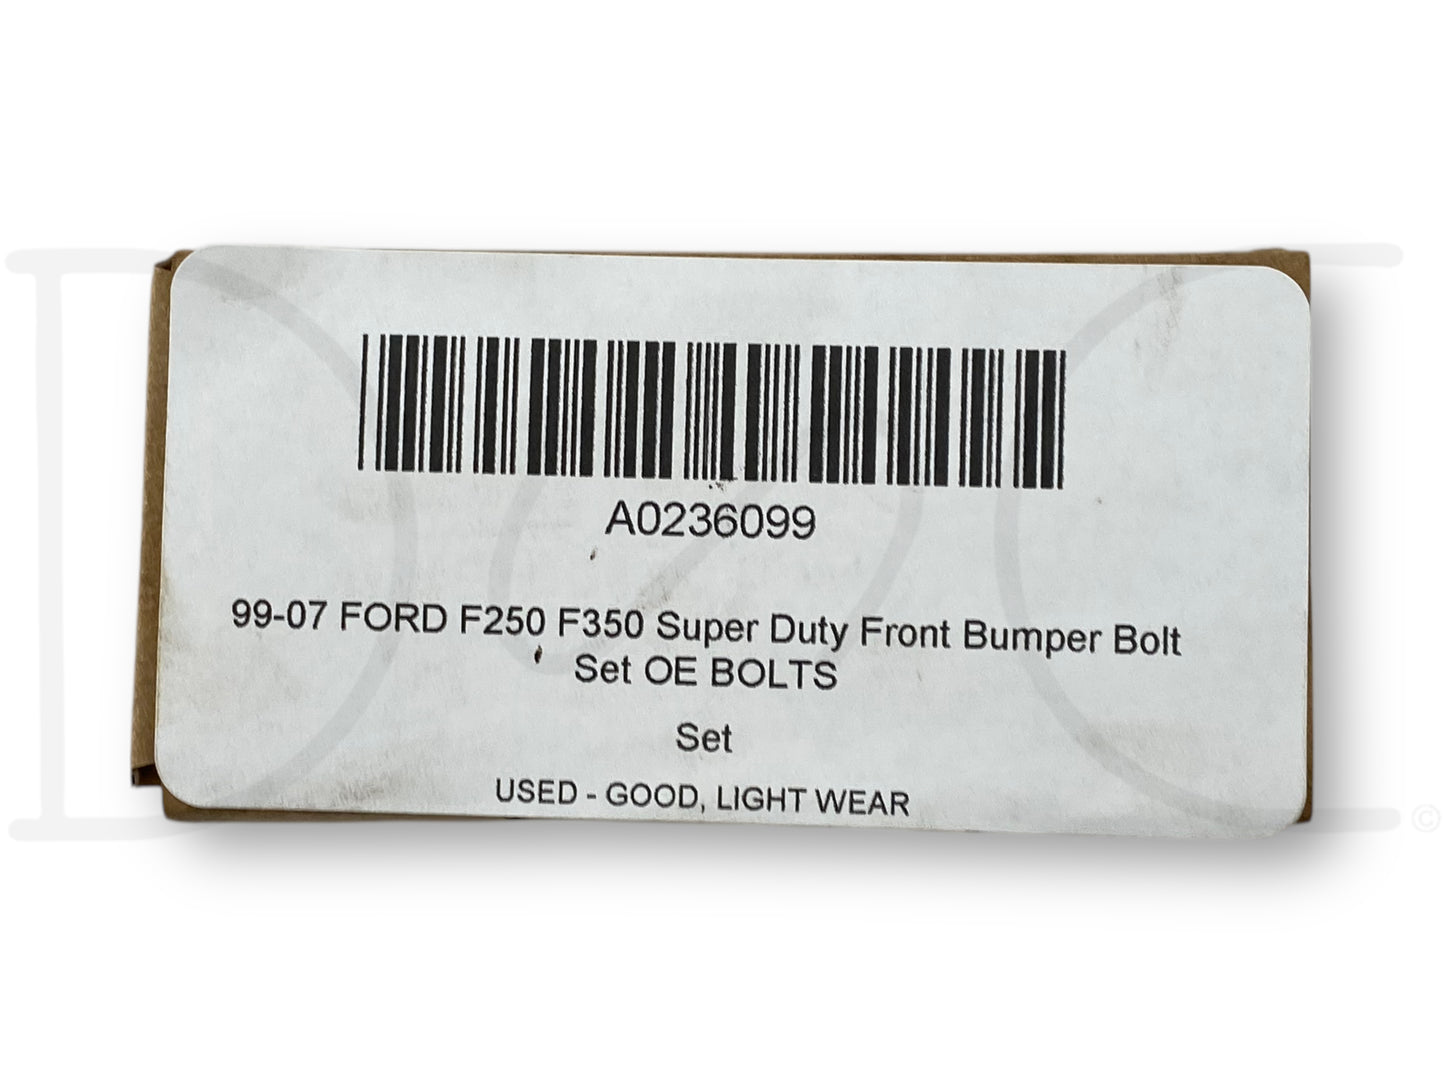 A0236099
99-07 FORD F250 F350 Super Duty Front Bumper Bolt
Set OE BOLTS
Set
USED - GOOD, LIGHT WEAR
©